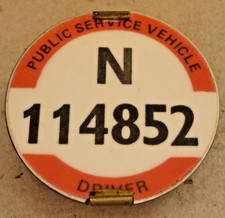 PUBLIC SERVICE VEHICLE
N
114852
DRIVER